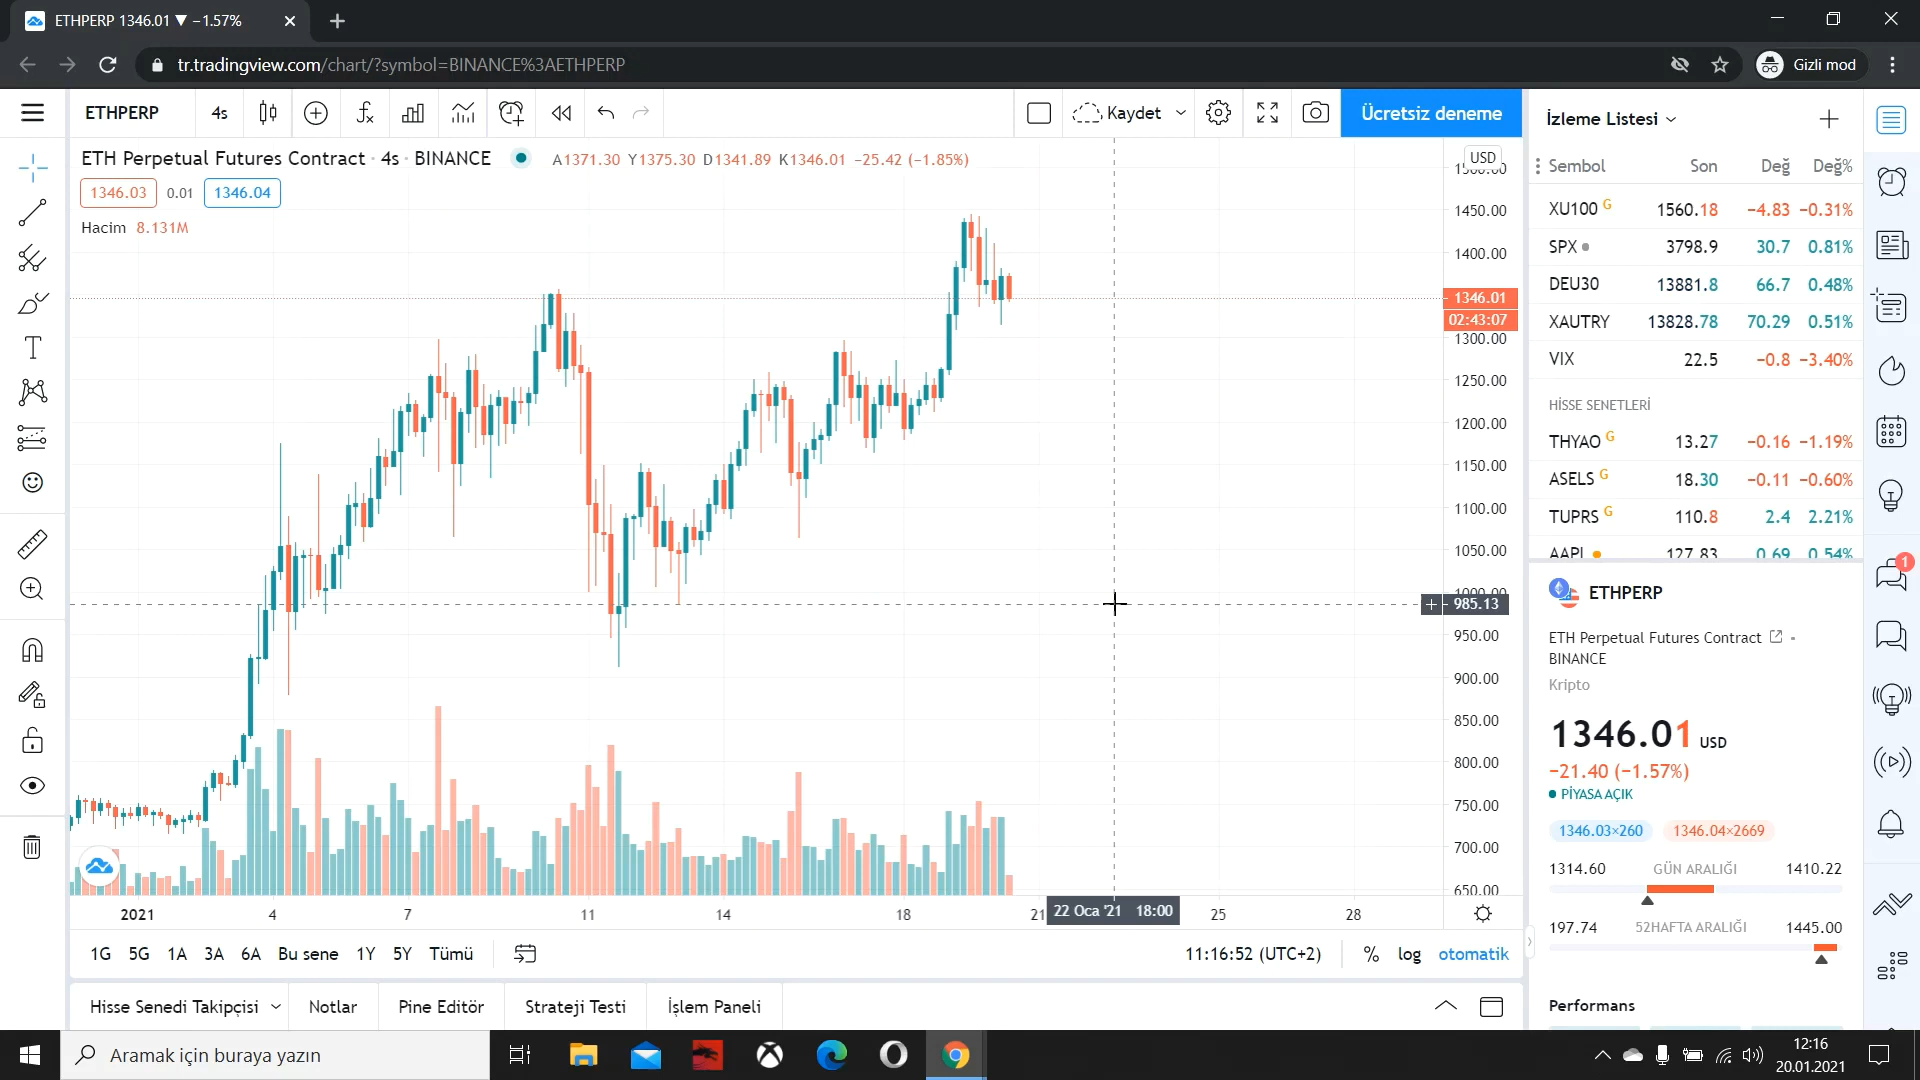 ETHPERP 1346.01 ▼ −1.57%
tr.tradingview.com/chart/?symbol=BINANCE%3AETHPERP
Gizli mod
ETHPERP
4s
Kaydet
Ücretsiz deneme
ETH Perpetual Futures Contract · 4s · BINANCE
A1371.30 Y1375.30 D1341.89 K1346.01 −25.42 (−1.85%)
1346.03 0.01 1346.04
Hacim 8.131M
USD
1500.00
1450.00
1400.00
1346.01
02:43:07
1300.00
1250.00
1200.00
1150.00
1100.00
1050.00
1000.00
985.13
950.00
900.00
850.00
800.00
750.00
700.00
650.00
2021 4 7 11 14 18 21 22 Oca '21 18:00 25 28
1G 5G 1A 3A 6A Bu sene 1Y 5Y Tümü
11:16:52 (UTC+2) % log otomatik
Hisse Senedi Takipçisi Notlar Pine Editör Strateji Testi İşlem Paneli
İzleme Listesi
Sembol Son Değ Değ%
XU100 G 1560.18 −4.83 −0.31%
SPX 3798.9 30.7 0.81%
DEU30 13881.8 66.7 0.48%
XAUTRY 13828.78 70.29 0.51%
VIX 22.5 −0.8 −3.40%
HİSSE SENETLERİ
THYAO G 13.27 −0.16 −1.19%
ASELS G 18.30 −0.11 −0.60%
TUPRS G 110.8 2.4 2.21%
AAPL 127.83 0.69 0.54%
1
ETHPERP
ETH Perpetual Futures Contract
BINANCE
Kripto
1346.01 USD
−21.40 (−1.57%)
PİYASA AÇIK
1346.03×260 1346.04×2669
1314.60 GÜN ARALIĞI 1410.22
197.74 52HAFTA ARALIĞI 1445.00
Performans
Aramak için buraya yazın
12:16
20.01.2021